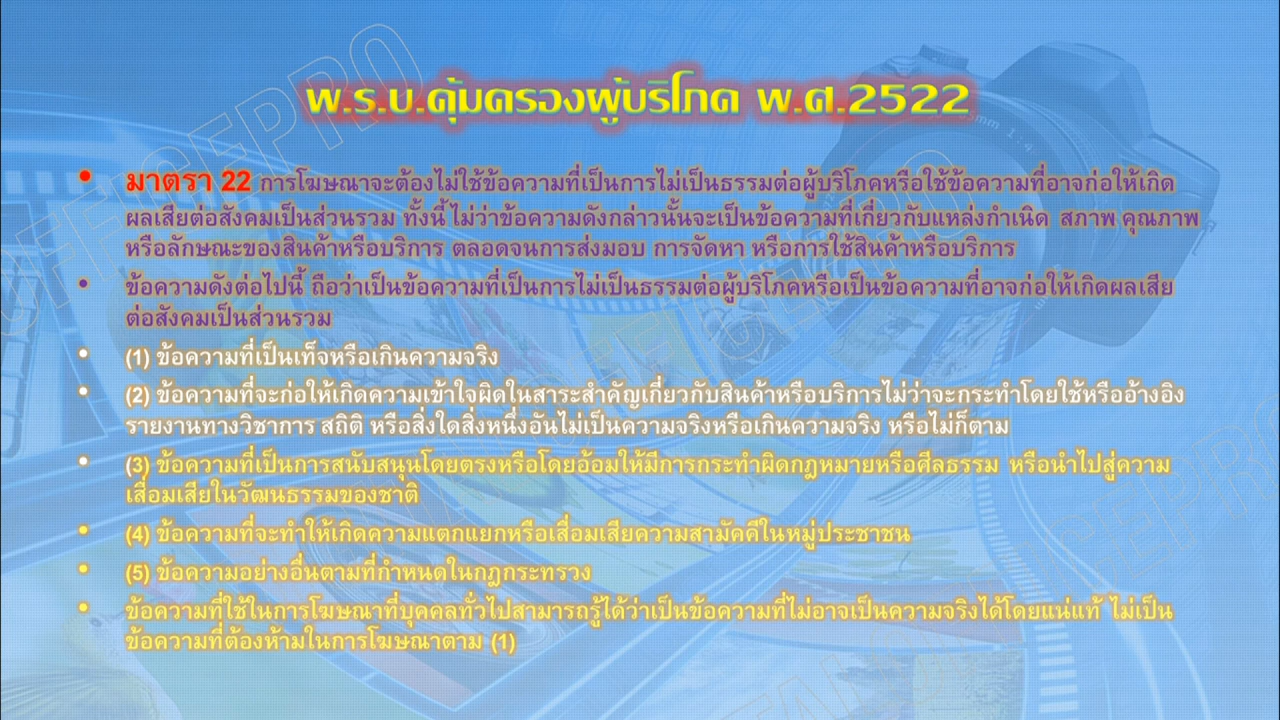 พ.ร.บ.คุ้มครองผู้บริโภค พ.ศ.2522
• มาตรา 22 การโฆษณาจะต้องไม่ใช้ข้อความที่เป็นการไม่เป็นธรรมต่อผู้บริโภคหรือใช้ข้อความที่อาจก่อให้เกิด
ผลเสียต่อสังคมเป็นส่วนรวม ทั้งนี้ ไม่ว่าข้อความดังกล่าวนั้นจะเป็นข้อความที่เกี่ยวกับแหล่งกำเนิด สภาพ คุณภาพ
หรือลักษณะของสินค้าหรือบริการ ตลอดจนการส่งมอบ การจัดหา หรือการใช้สินค้าหรือบริการ
• ข้อความดังต่อไปนี้ ถือว่าเป็นข้อความที่เป็นการไม่เป็นธรรมต่อผู้บริโภคหรือเป็นข้อความที่อาจก่อให้เกิดผลเสีย
ต่อสังคมเป็นส่วนรวม
• (1) ข้อความที่เป็นเท็จหรือเกินความจริง
• (2) ข้อความที่จะก่อให้เกิดความเข้าใจผิดในสาระสำคัญเกี่ยวกับสินค้าหรือบริการไม่ว่าจะกระทำโดยใช้หรืออ้างอิง
รายงานทางวิชาการ สถิติ หรือสิ่งใดสิ่งหนึ่งอันไม่เป็นความจริงหรือเกินความจริง หรือไม่ก็ตาม
• (3) ข้อความที่เป็นการสนับสนุนโดยตรงหรือโดยอ้อมให้มีการกระทำผิดกฎหมายหรือศีลธรรม หรือนำไปสู่ความ
เสื่อมเสียในวัฒนธรรมของชาติ
• (4) ข้อความที่จะทำให้เกิดความแตกแยกหรือเสื่อมเสียความสามัคคีในหมู่ประชาชน
• (5) ข้อความอย่างอื่นตามที่กำหนดในกฎกระทรวง
• ข้อความที่ใช้ในการโฆษณาที่บุคคลทั่วไปสามารถรู้ได้ว่าเป็นข้อความที่ไม่อาจเป็นความจริงได้โดยแน่แท้ ไม่เป็น
ข้อความที่ต้องห้ามในการโฆษณาตาม (1)